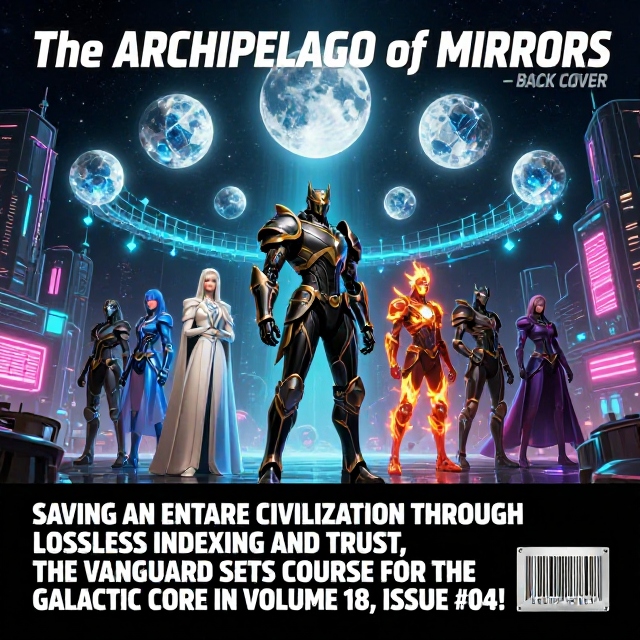 The ARCHIPELAGO of MIRRORS
– BACK COVER
SAVING AN ENTARE CIVILIZATION THROUGH
LOSSLESS INDEXING AND TRUST,
THE VANGUARD SETS COURSE FOR THE
GALACTIC CORE IN VOLUME 18, ISSUE #04!